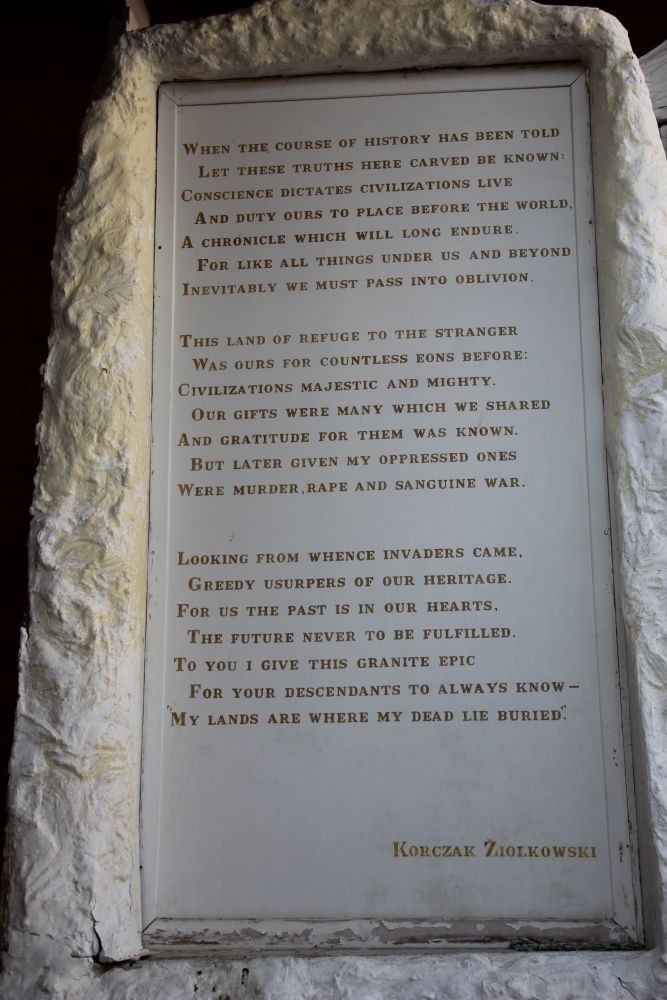 When the course of history has been told
Let these truths here carved be known:
Conscience dictates civilizations live
And duty ours to place before the world,
A chronicle which will long endure.
For like all things under us and beyond
Inevitably we must pass into oblivion.
This land of refuge to the stranger
Was ours for countless eons before:
Civilizations majestic and mighty.
Our gifts were many which we shared
And gratitude for them was known.
But later given my oppressed ones
Were murder, rape and sanguine war.
Looking from whence invaders came,
Greedy usurpers of our heritage.
For us the past is in our hearts,
The future never to be fulfilled.
To you I give this granite epic
For your descendants to always know—
"My lands are where my dead lie buried".
Korczak Žiolkowski